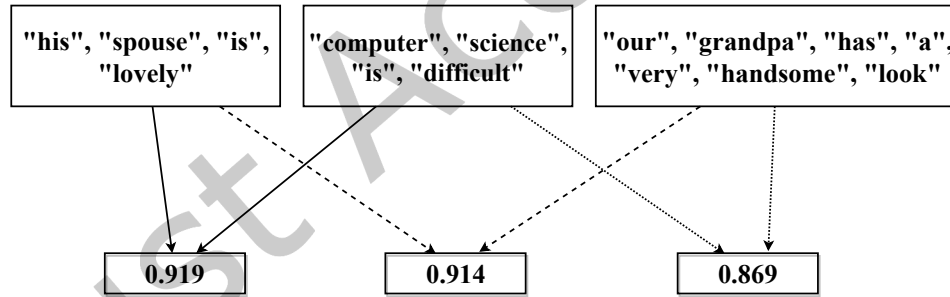 "his", "spouse", "is",
"lovely"
"computer", "science",
"is", "difficult"
"our", "grandpa", "has", "a",
"very", "handsome", "look"
0.919
0.914
0.869